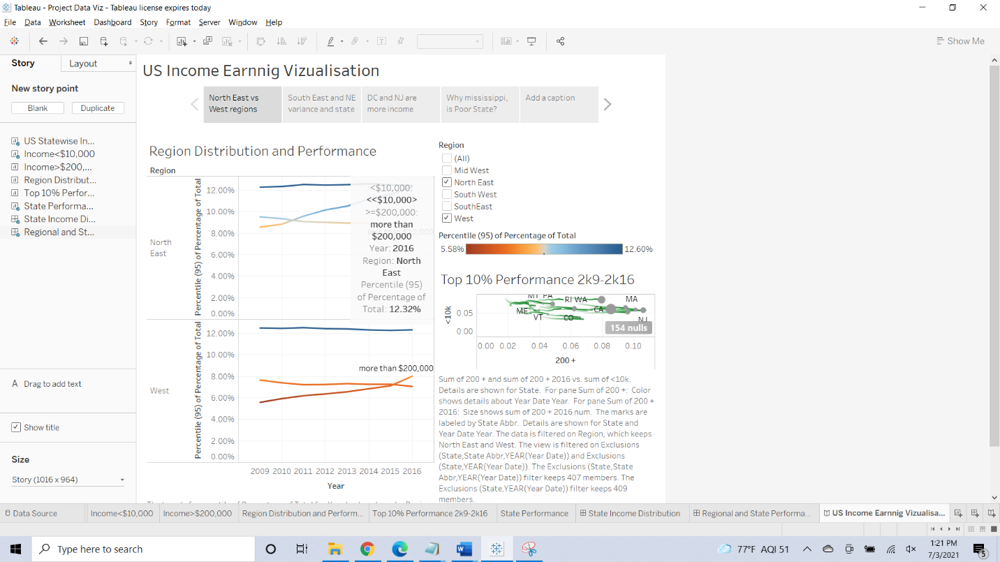 Tableau - Project Data Viz - Tableau license expires today
File Data Worksheet Dashboard Story Format Server Window Help
Show Me
Story Layout
New story point
Blank Duplicate
US Statewise In...
Income<$10,000
Income>$200,...
Region Distribut...
Top 10% Perfor...
State Performa...
State Income Di...
Regional and St...
A Drag to add text
Show title
Size
Story (1016 x 964)
US Income Earnnig Vizualisation
North East vs
West regions
South East and NE
variance and state
DC and NJ are
more income
Why mississippi,
is Poor State?
Add a caption
Region Distribution and Performance
Region
North
East
Percentile (95) of Percentage of Total
12.00%
10.00%
8.00%
6.00%
4.00%
2.00%
0.00%
<$10,000:
<<$10,000>
>=$200,000:
more than
$200,000
Year: 2016
Region: North
East
Percentile (95)
of Percentage of
Total: 12.32%
West
Percentile (95) of Percentage of Total
12.00%
10.00%
8.00%
6.00%
4.00%
2.00%
0.00%
more than $200,000
2009 2010 2011 2012 2013 2014 2015 2016
Year
Region
(All)
Mid West
North East
South West
SouthEast
West
Percentile (95) of Percentage of Total
5.58% 12.60%
Top 10% Performance 2k9-2k16
<10k
0.05
0.00
MT PA RI WA MA
ME CA
VT CO NJ
154 nulls
0.00 0.02 0.04 0.06 0.08 0.10
200 +
Sum of 200 + and sum of 200 + 2016 vs. sum of <10k.
Details are shown for State. For pane Sum of 200 +: Color
shows details about Year Date Year. For pane Sum of 200 +
2016: Size shows sum of 200 + 2016 num. The marks are
labeled by State Abbr. Details are shown for State and
Year Date Year. The data is filtered on Region, which keeps
North East and West. The view is filtered on Exclusions
(State,State Abbr,YEAR(Year Date)) and Exclusions
(State,YEAR(Year Date)). The Exclusions (State,State
Abbr,YEAR(Year Date)) filter keeps 407 members. The
Exclusions (State,YEAR(Year Date)) filter keeps 409
members.
Data Source Income<$10,000 Income>$200,000 Region Distribution and Perform... Top 10% Performance 2k9-2k16 State Performance State Income Distribution Regional and State Performa... US Income Earnnig Vizualisa...
Type here to search
77°F AQI 51
1:21 PM
7/3/2021
5